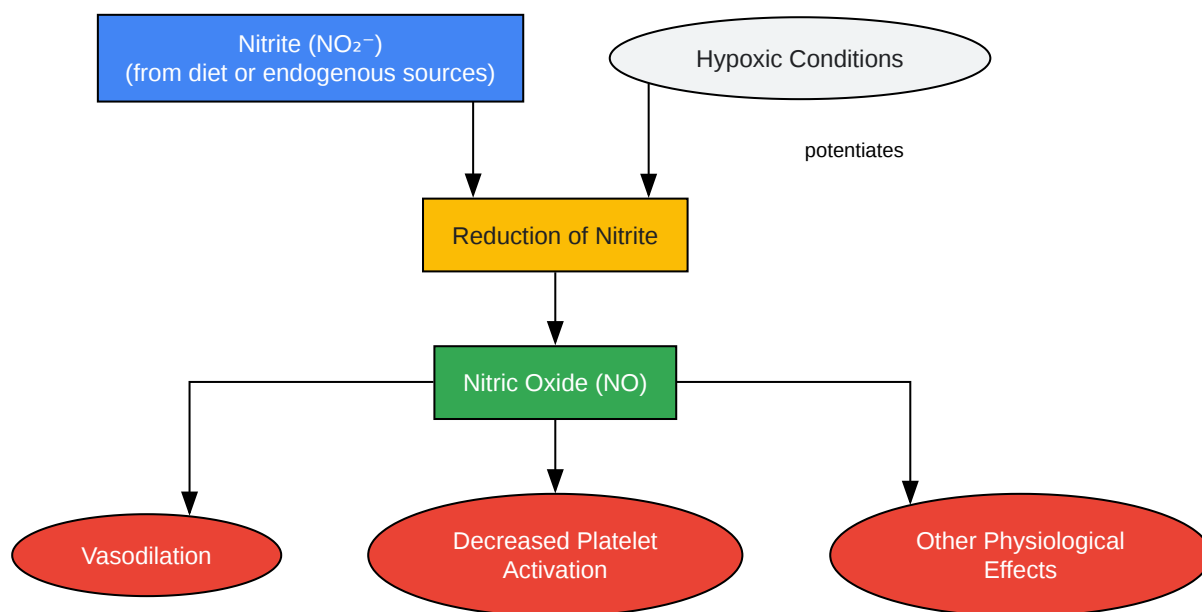 Nitrite (NO₂⁻)
(from diet or endogenous sources)
Hypoxic Conditions
potentiates
Reduction of Nitrite
Nitric Oxide (NO)
Vasodilation
Decreased Platelet
Activation
Other Physiological
Effects